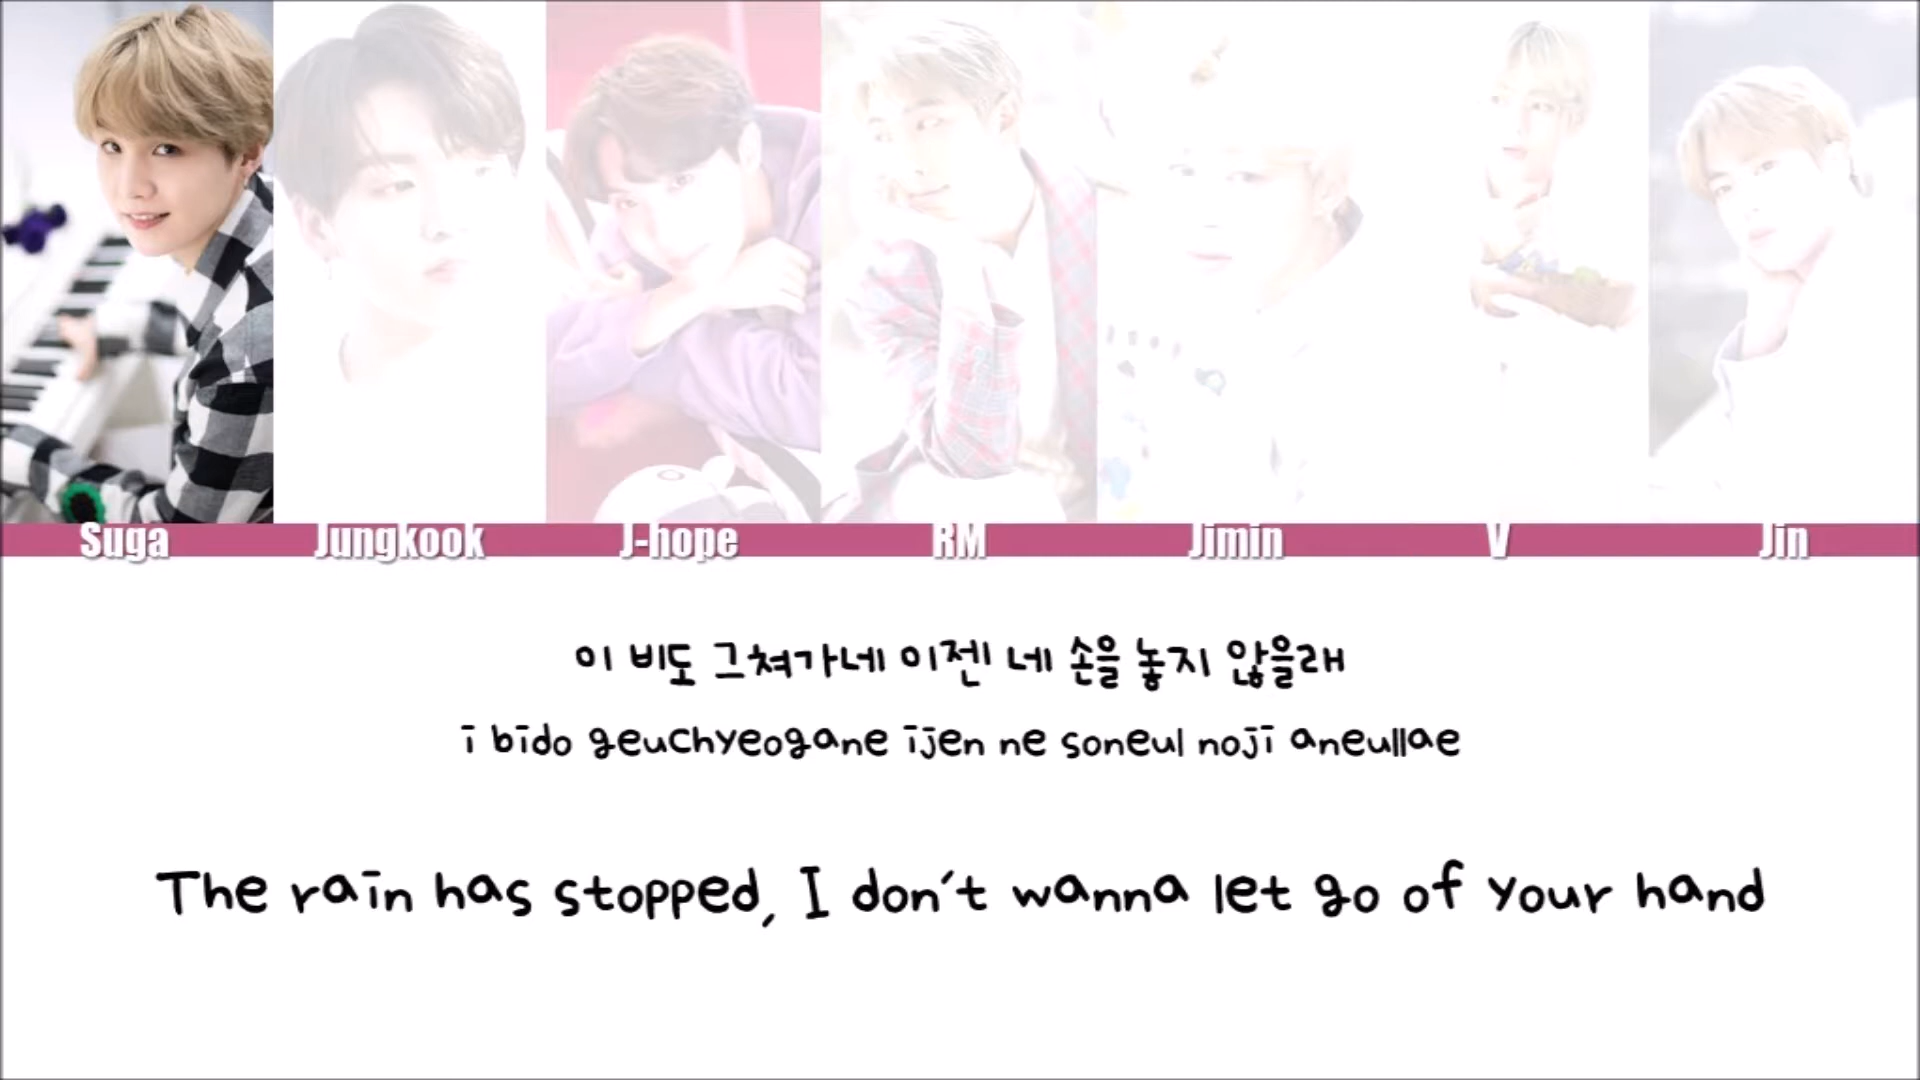 Suga Jungkook J-hope RM Jimin V Jin
이 비도 그쳐가네 이젠 네 손을 놓지 않을래
i bido geuchyeogane ijen ne soneul noji aneullae
The rain has stopped, I don't wanna let go of your hand